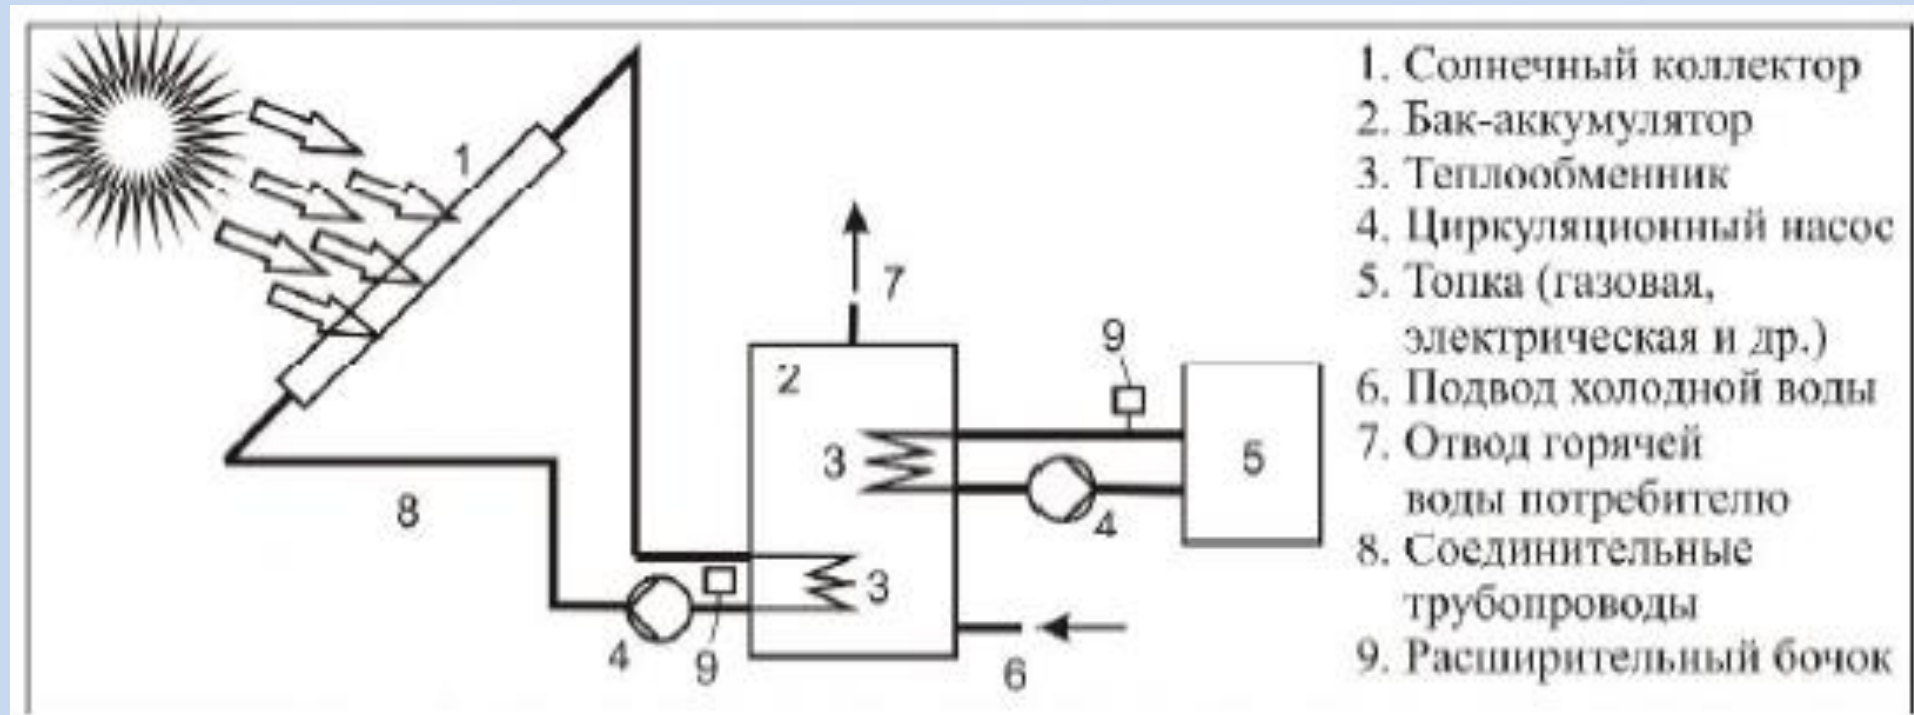 1. Солнечный коллектор
2. Бак-аккумулятор
3. Теплообменник
4. Циркуляционный насос
5. Топка (газовая,
электрическая и др.)
6. Подвод холодной воды
7. Отвод горячей
воды потребителю
8. Соединительные
трубопроводы
9. Расширительный бочок
1
7
2
9
3
5
8
4
3
4
9
6